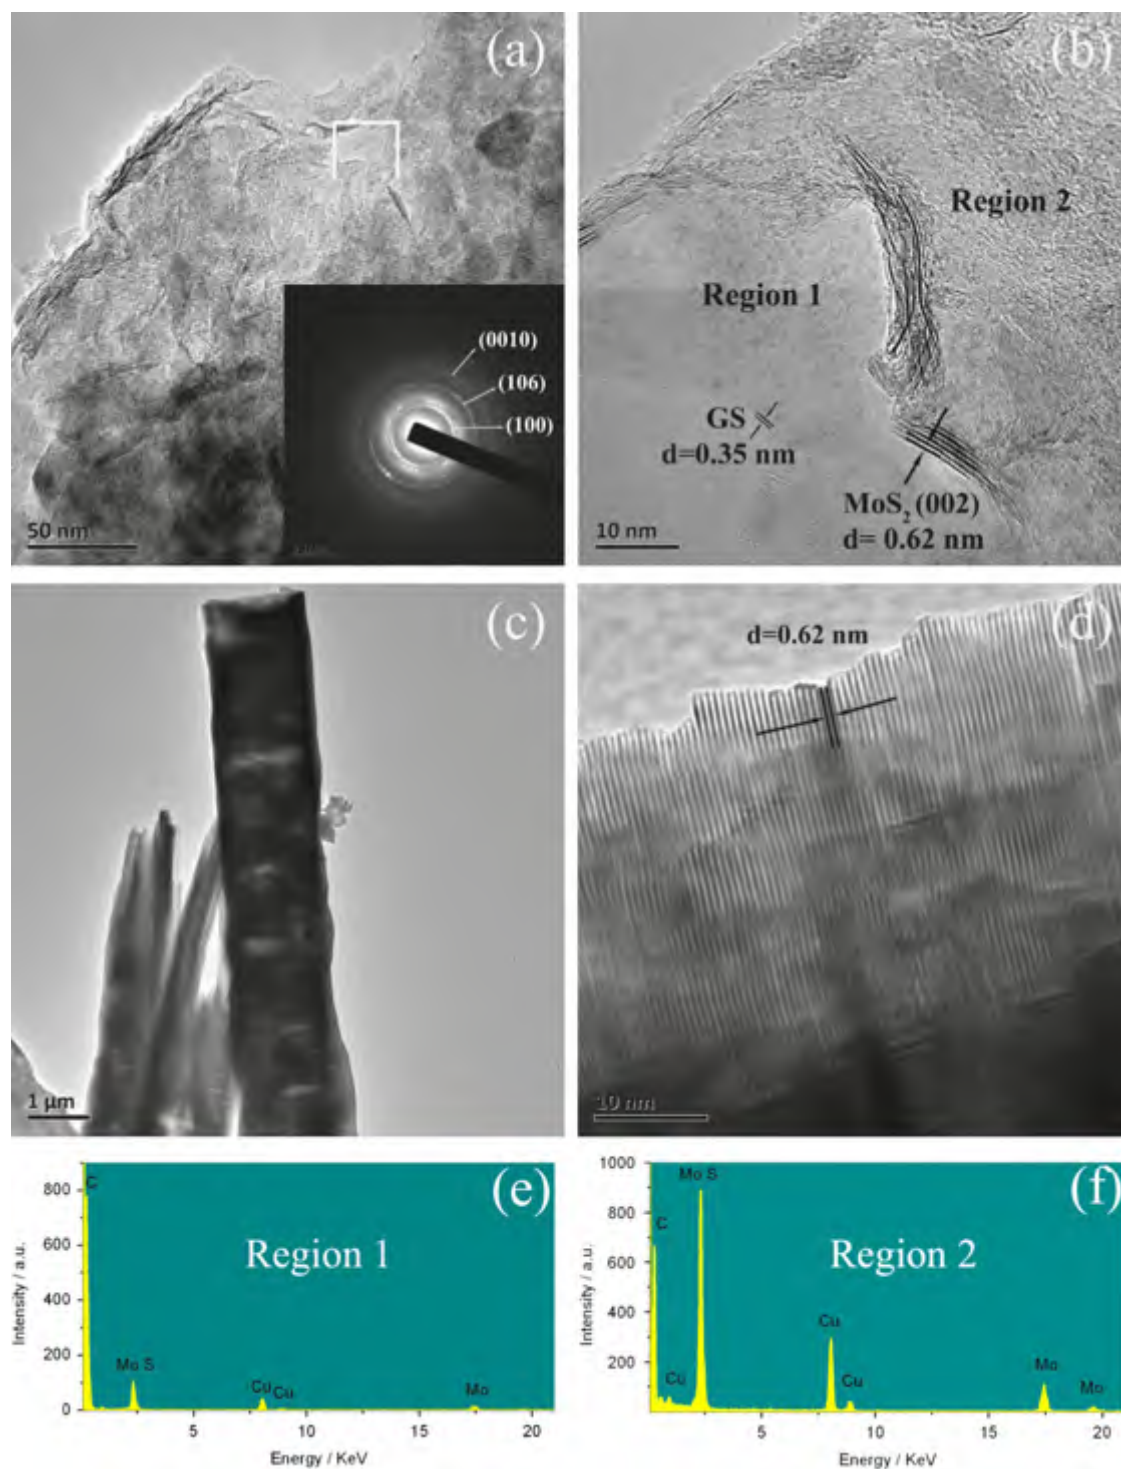 (a)
(0010)
(106)
(100)
50 nm
(b)
Region 2
Region 1
GS
d=0.35 nm
MoS2 (002)
d= 0.62 nm
10 nm
(c)
1 µm
(d)
d=0.62 nm
10 nm
(e)
Region 1
C
Mo S
Cu
Cu
Mo
800
600
400
200
0
5
10
15
20
Intensity / a.u.
Energy / KeV
(f)
Region 2
C
Cu
Mo S
Cu
Cu
Mo
Mo
1000
800
600
400
200
5
10
15
20
Intensity / a.u.
Energy / KeV